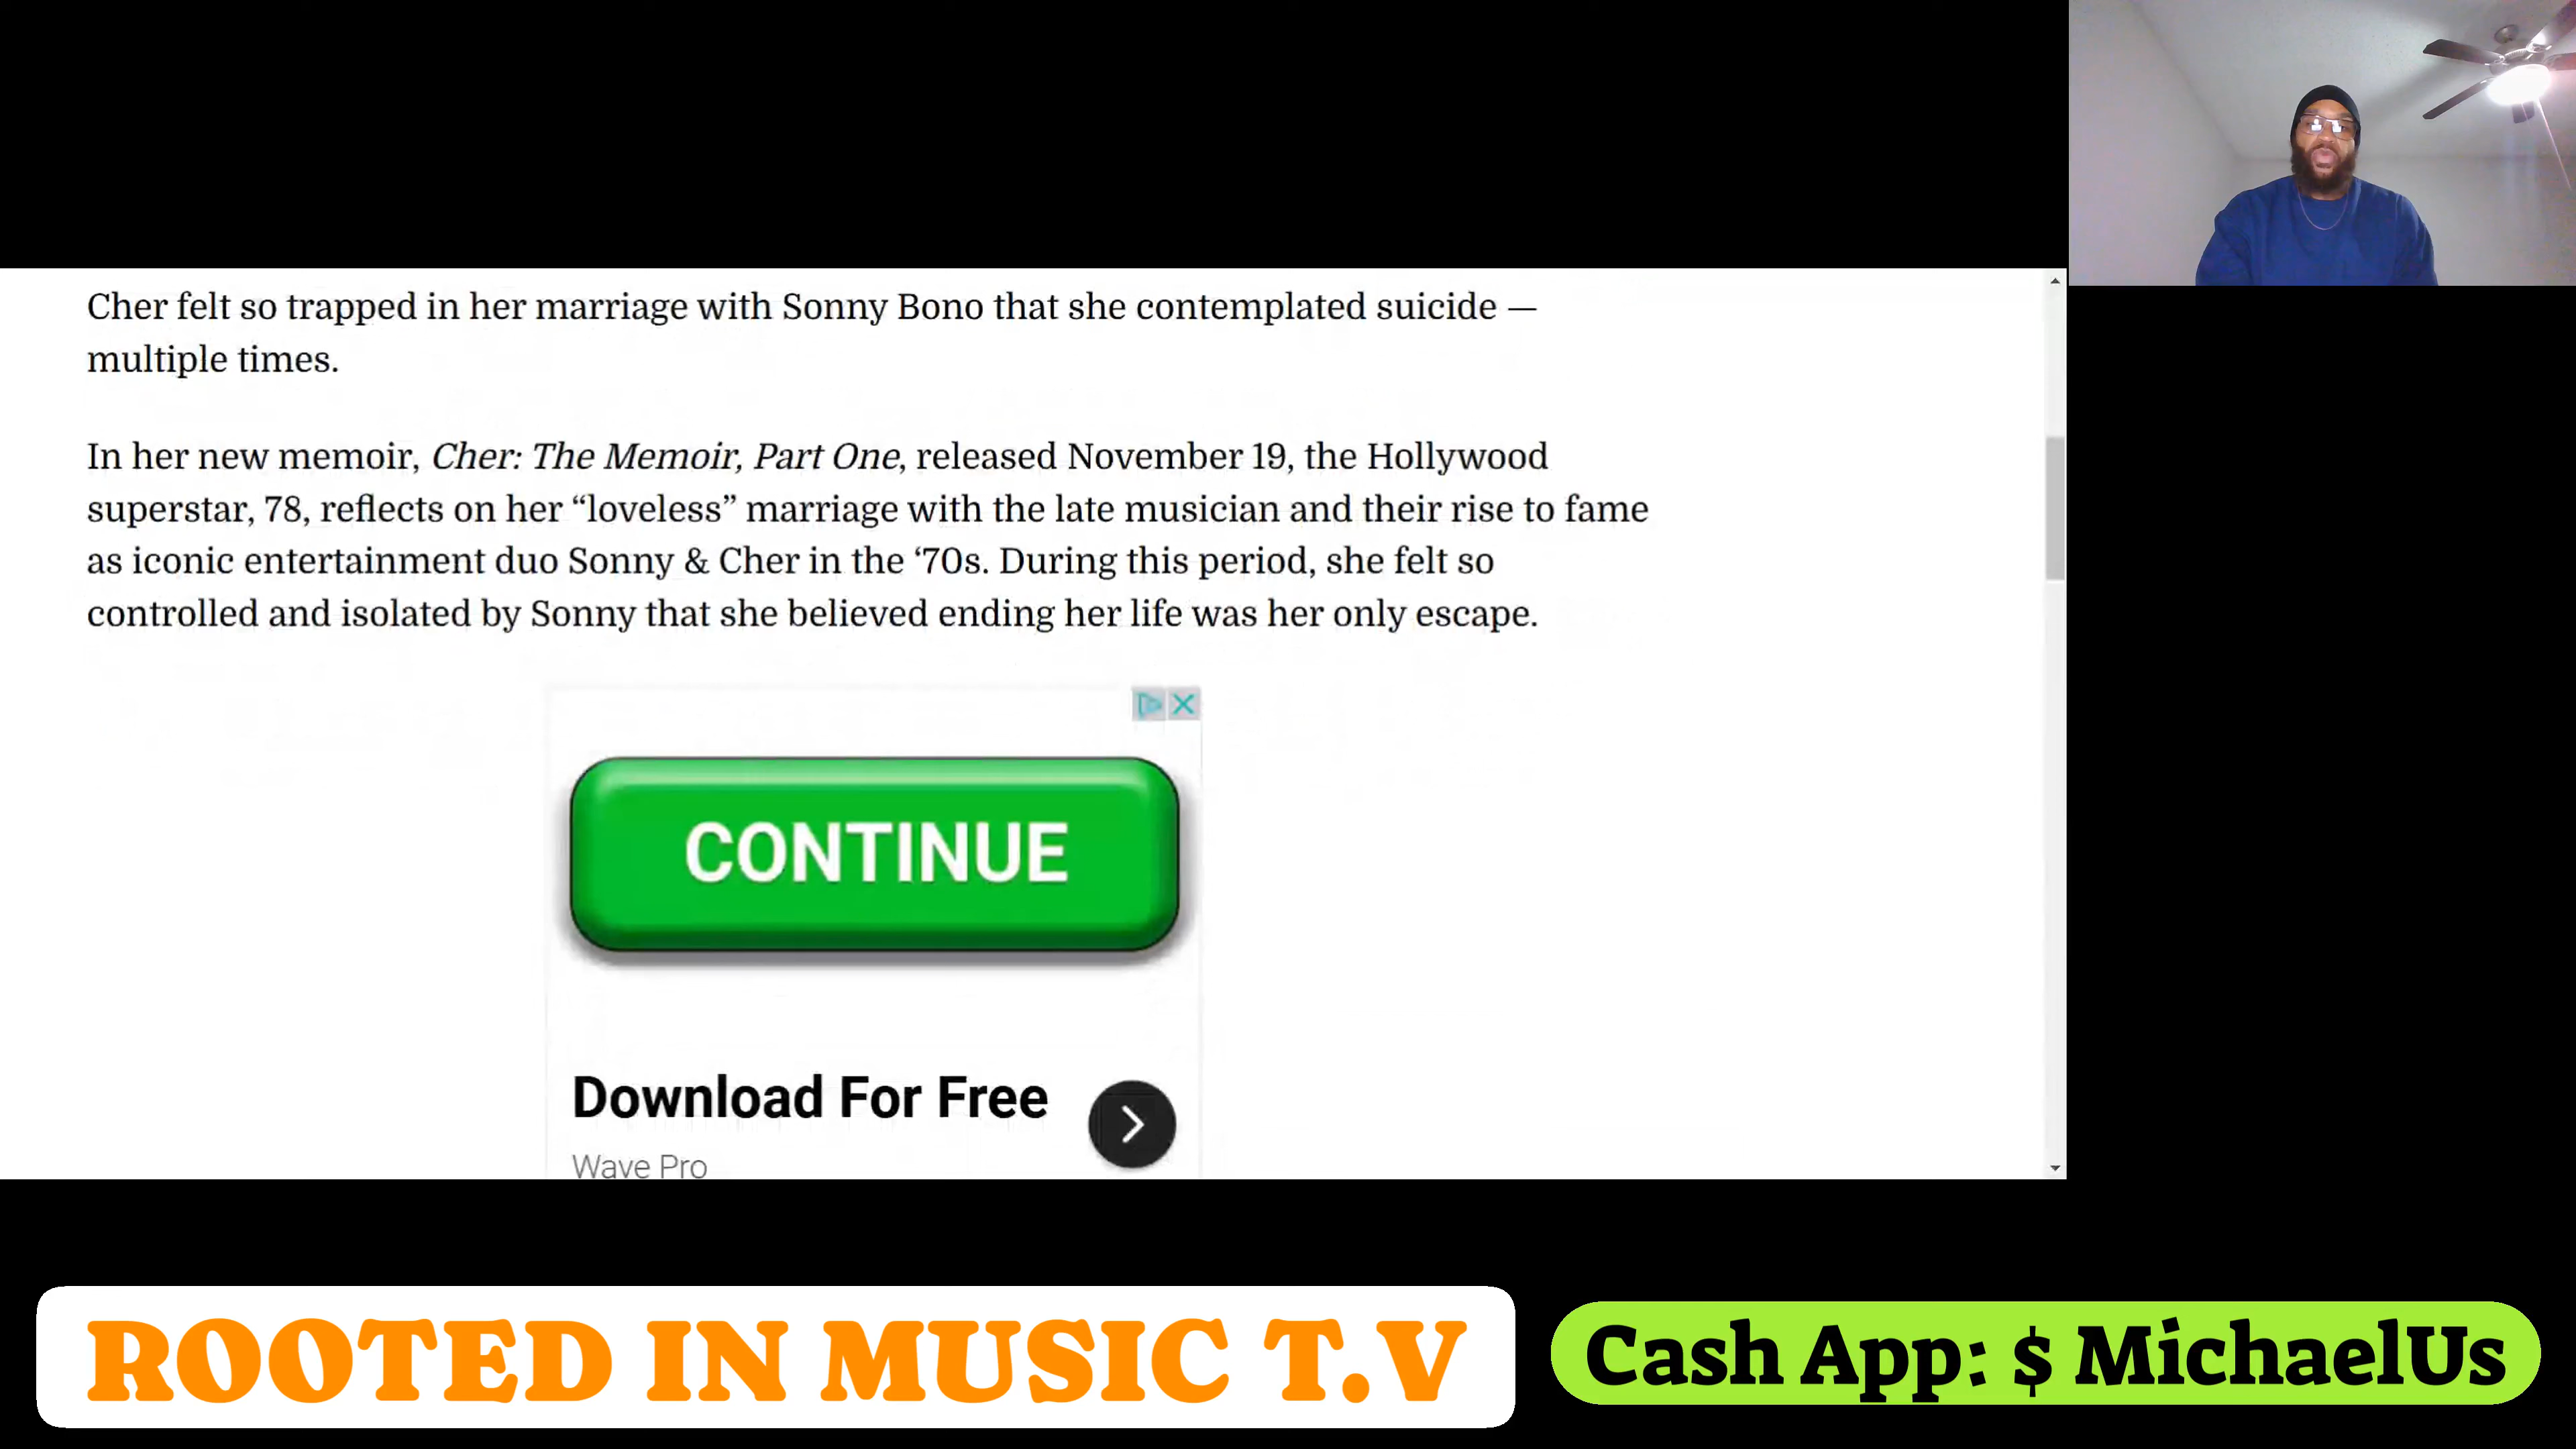 Cher felt so trapped in her marriage with Sonny Bono that she contemplated suicide —
multiple times.
In her new memoir, Cher: The Memoir, Part One, released November 19, the Hollywood
superstar, 78, reflects on her “loveless” marriage with the late musician and their rise to fame
as iconic entertainment duo Sonny & Cher in the ‘70s. During this period, she felt so
controlled and isolated by Sonny that she believed ending her life was her only escape.
CONTINUE
Download For Free
Wave Pro
ROOTED IN MUSIC T.V
Cash App: $ MichaelUs